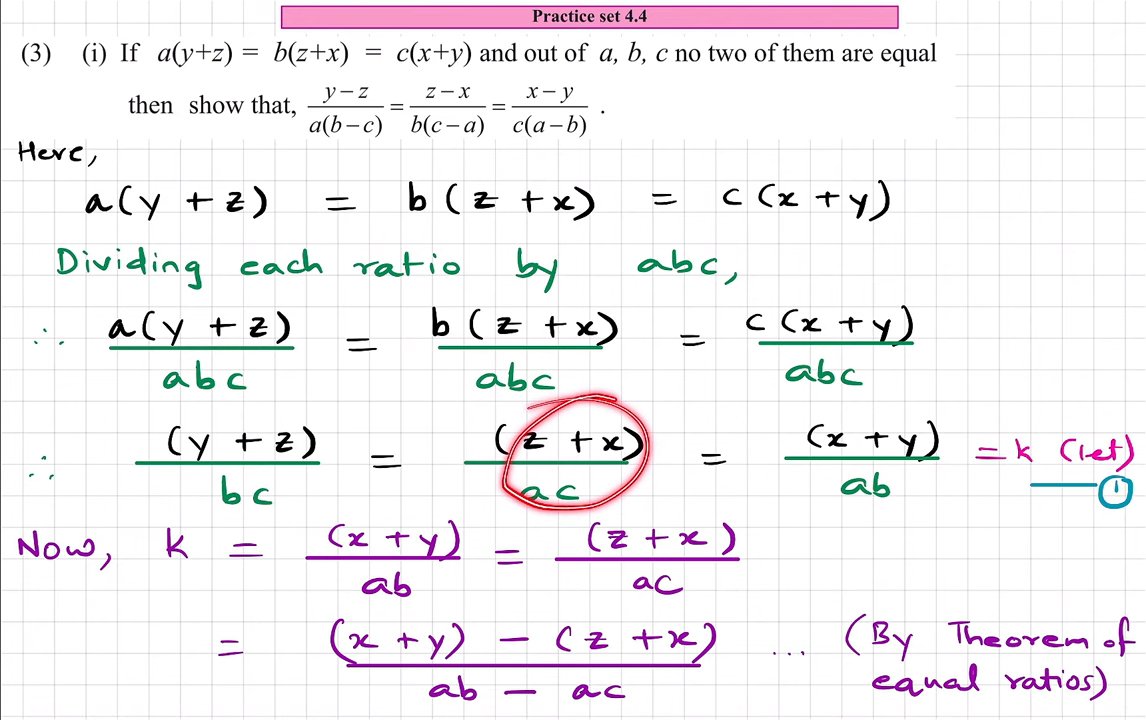 Practice set 4.4
(3) (i) If a(y+z) = b(z+x) = c(x+y) and out of a, b, c no two of them are equal
then show that, (y−z)/(a(b−c)) = (z−x)/(b(c−a)) = (x−y)/(c(a−b)) .
Here,
a(y + z) = b(z + x) = c(x + y)
Dividing each ratio by abc,
∴ a(y + z)/abc = b(z + x)/abc = c(x + y)/abc
∴ (y + z)/bc = (z + x)/ac = (x + y)/ab = k (let) ——①
Now, k = (x + y)/ab = (z + x)/ac
= ((x + y) − (z + x))/(ab − ac) ... (By Theorem of
equal ratios)